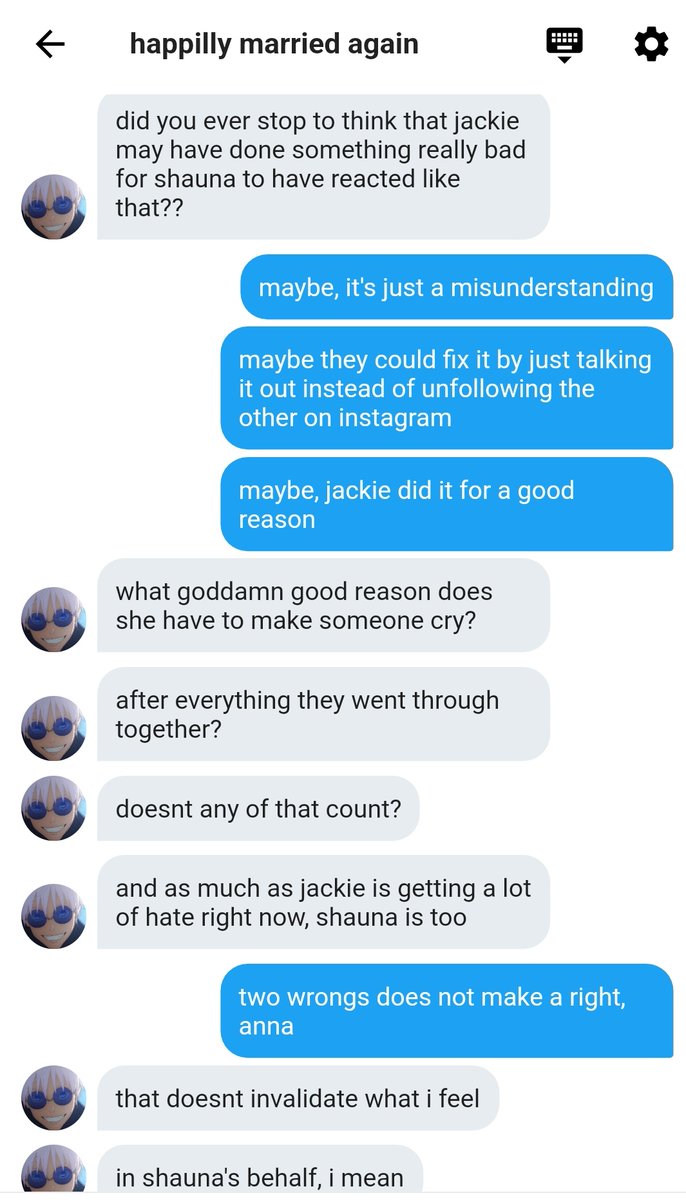 happilly married again
did you ever stop to think that jackie
may have done something really bad
for shauna to have reacted like
that??
maybe, it's just a misunderstanding
maybe they could fix it by just talking
it out instead of unfollowing the
other on instagram
maybe, jackie did it for a good
reason
what goddamn good reason does
she have to make someone cry?
after everything they went through
together?
doesnt any of that count?
and as much as jackie is getting a lot
of hate right now, shauna is too
two wrongs does not make a right,
anna
that doesnt invalidate what i feel
in shauna's behalf, i mean